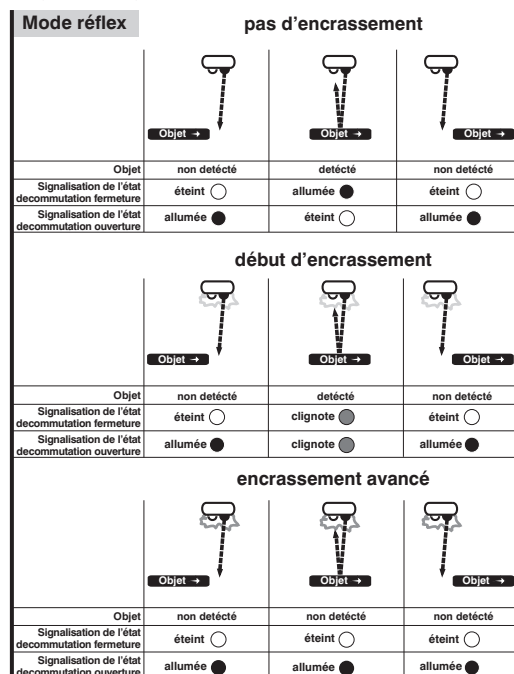 Mode réflex
pas d'encrassement
Objet → Objet → Objet →
Objet non detécté detécté non detécté
Signalisation de l'état
decommutation fermeture éteint allumée éteint
Signalisation de l'état
decommutation ouverture allumée éteint allumée
début d'encrassement
Objet → Objet → Objet →
Objet non detécté detécté non detécté
Signalisation de l'état
decommutation fermeture éteint clignote éteint
Signalisation de l'état
decommutation ouverture allumée clignote allumée
encrassement avancé
Objet → Objet → Objet →
Objet non detécté non detécté non detécté
Signalisation de l'état
decommutation fermeture éteint éteint éteint
Signalisation de l'état
decommutation ouverture allumée allumée allumée